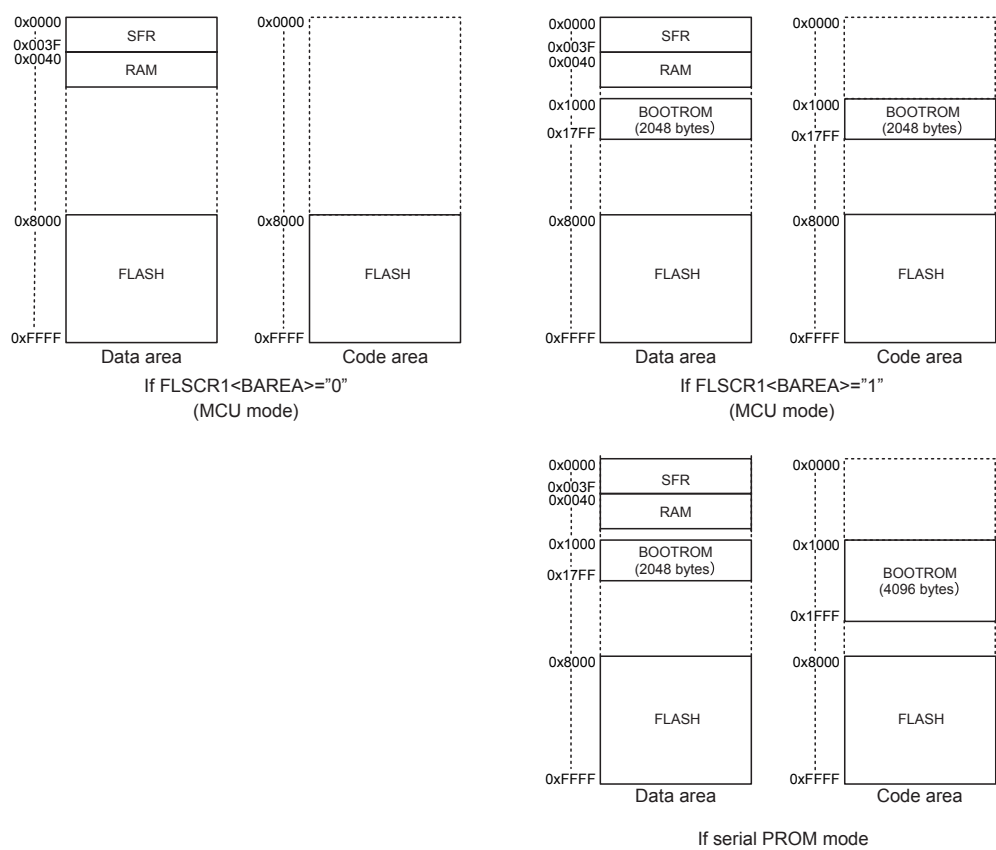 0x0000
SFR
0x003F
0x0040
RAM
0x8000
FLASH
0xFFFF
Data area
0x0000
0x8000
FLASH
0xFFFF
Code area
If FLSCR1<BAREA>=”0”
(MCU mode)
0x0000
SFR
0x003F
0x0040
RAM
0x1000
BOOTROM
(2048 bytes)
0x17FF
0x8000
FLASH
0xFFFF
Data area
0x0000
0x1000
BOOTROM
(2048 bytes)
0x17FF
0x8000
FLASH
0xFFFF
Code area
If FLSCR1<BAREA>=”1”
(MCU mode)
0x0000
SFR
0x003F
0x0040
RAM
0x1000
BOOTROM
(2048 bytes)
0x17FF
0x8000
FLASH
0xFFFF
Data area
0x0000
0x1000
BOOTROM
(4096 bytes)
0x1FFF
0x8000
FLASH
0xFFFF
Code area
If serial PROM mode